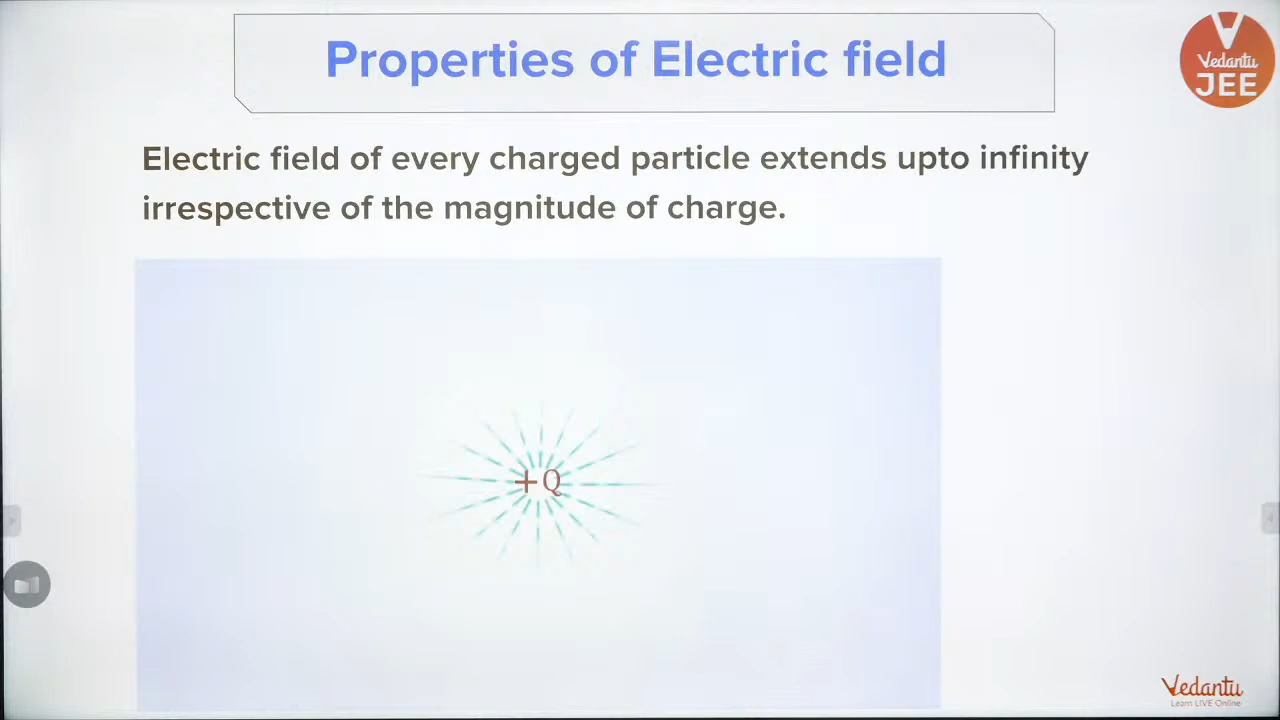 Properties of Electric field
Vedantu
JEE
Electric field of every charged particle extends upto infinity
irrespective of the magnitude of charge.
+Q
Vedantu
Learn LIVE Online